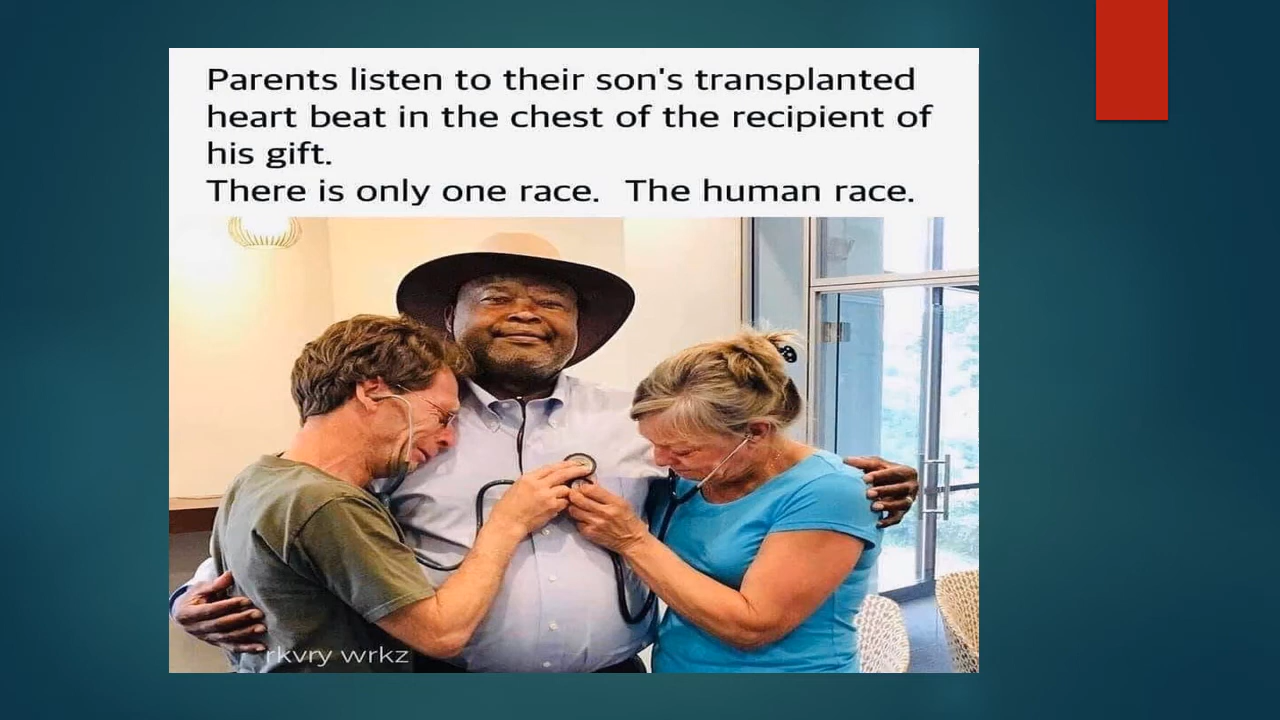 Parents listen to their son's transplanted
heart beat in the chest of the recipient of
his gift.
There is only one race. The human race.
rkvry wrkz